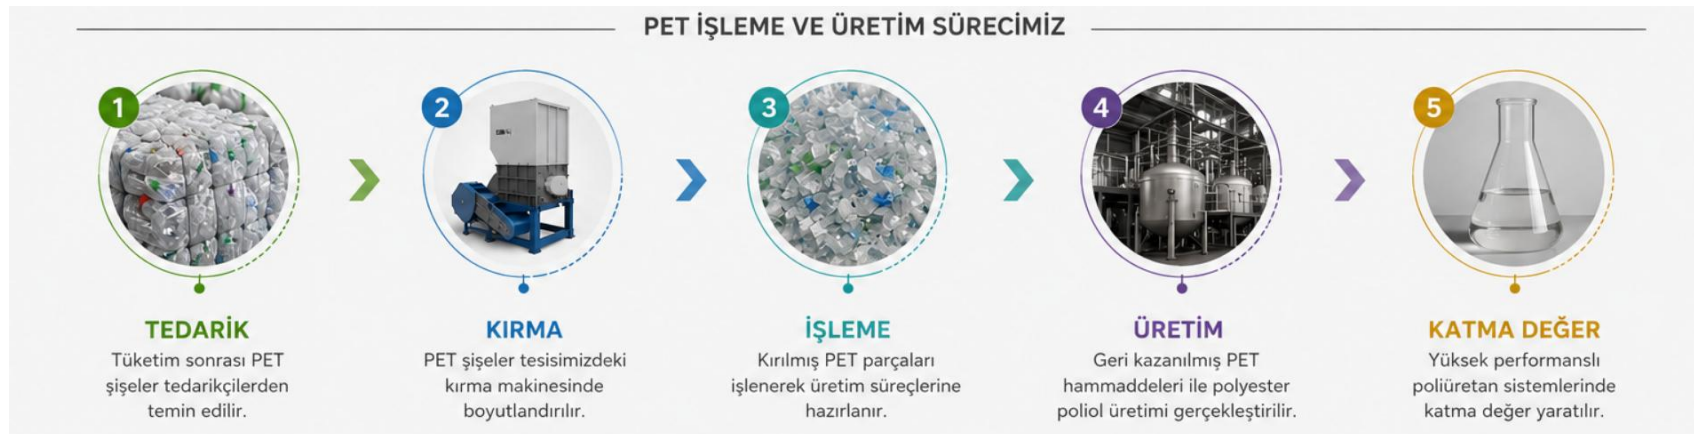 PET İŞLEME VE ÜRETİM SÜRECİMİZ
1
2
3
4
5
TEDARİK
Tüketim sonrası PET
şişeler tedarikçilerden
temin edilir.
KIRMA
PET şişeler tesisimizdeki
kırma makinesinde
boyutlandırılır.
İŞLEME
Kırılmış PET parçaları
işlenerek üretim süreçlerine
hazırlanır.
ÜRETİM
Geri kazanılmış PET
hammaddeleri ile polyester
poliol üretimi gerçekleştirilir.
KATMA DEĞER
Yüksek performanslı
poliüretan sistemlerinde
katma değer yaratılır.